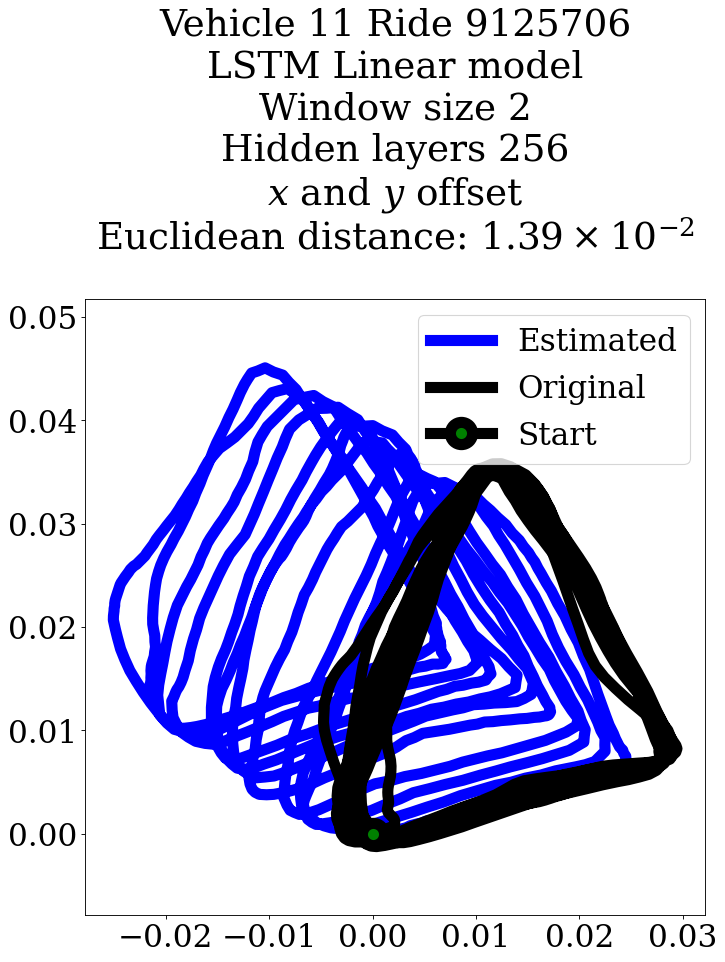 Vehicle 11 Ride 9125706
LSTM Linear model
Window size 2
Hidden layers 256
x and y offset
Euclidean distance: 1.39 × 10⁻²
Estimated
Original
Start
0.05
0.04
0.03
0.02
0.01
0.00
−0.02 −0.01 0.00 0.01 0.02 0.03